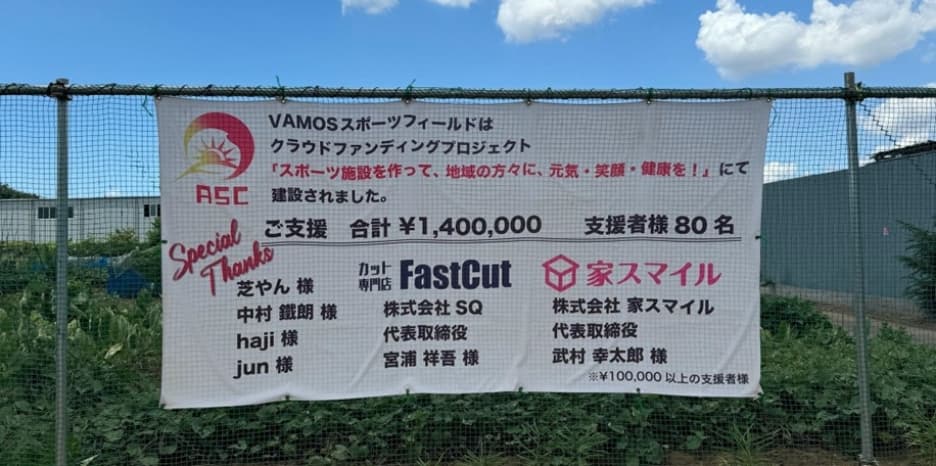 VAMOSスポーツフィールドは
クラウドファンディングプロジェクト
「スポーツ施設を作って、地域の方々に、元気・笑顔・健康を！」にて
建設されました。
ASC
ご支援 合計 ¥1,400,000 支援者様 80 名
Special
Thanks
芝やん 様
中村 鐵朗 様
haji 様
jun 様
カット
専門店 FastCut
株式会社 SQ
代表取締役
宮浦 祥吾 様
家スマイル
株式会社 家スマイル
代表取締役
武村 幸太郎 様
※¥100,000 以上の支援者様